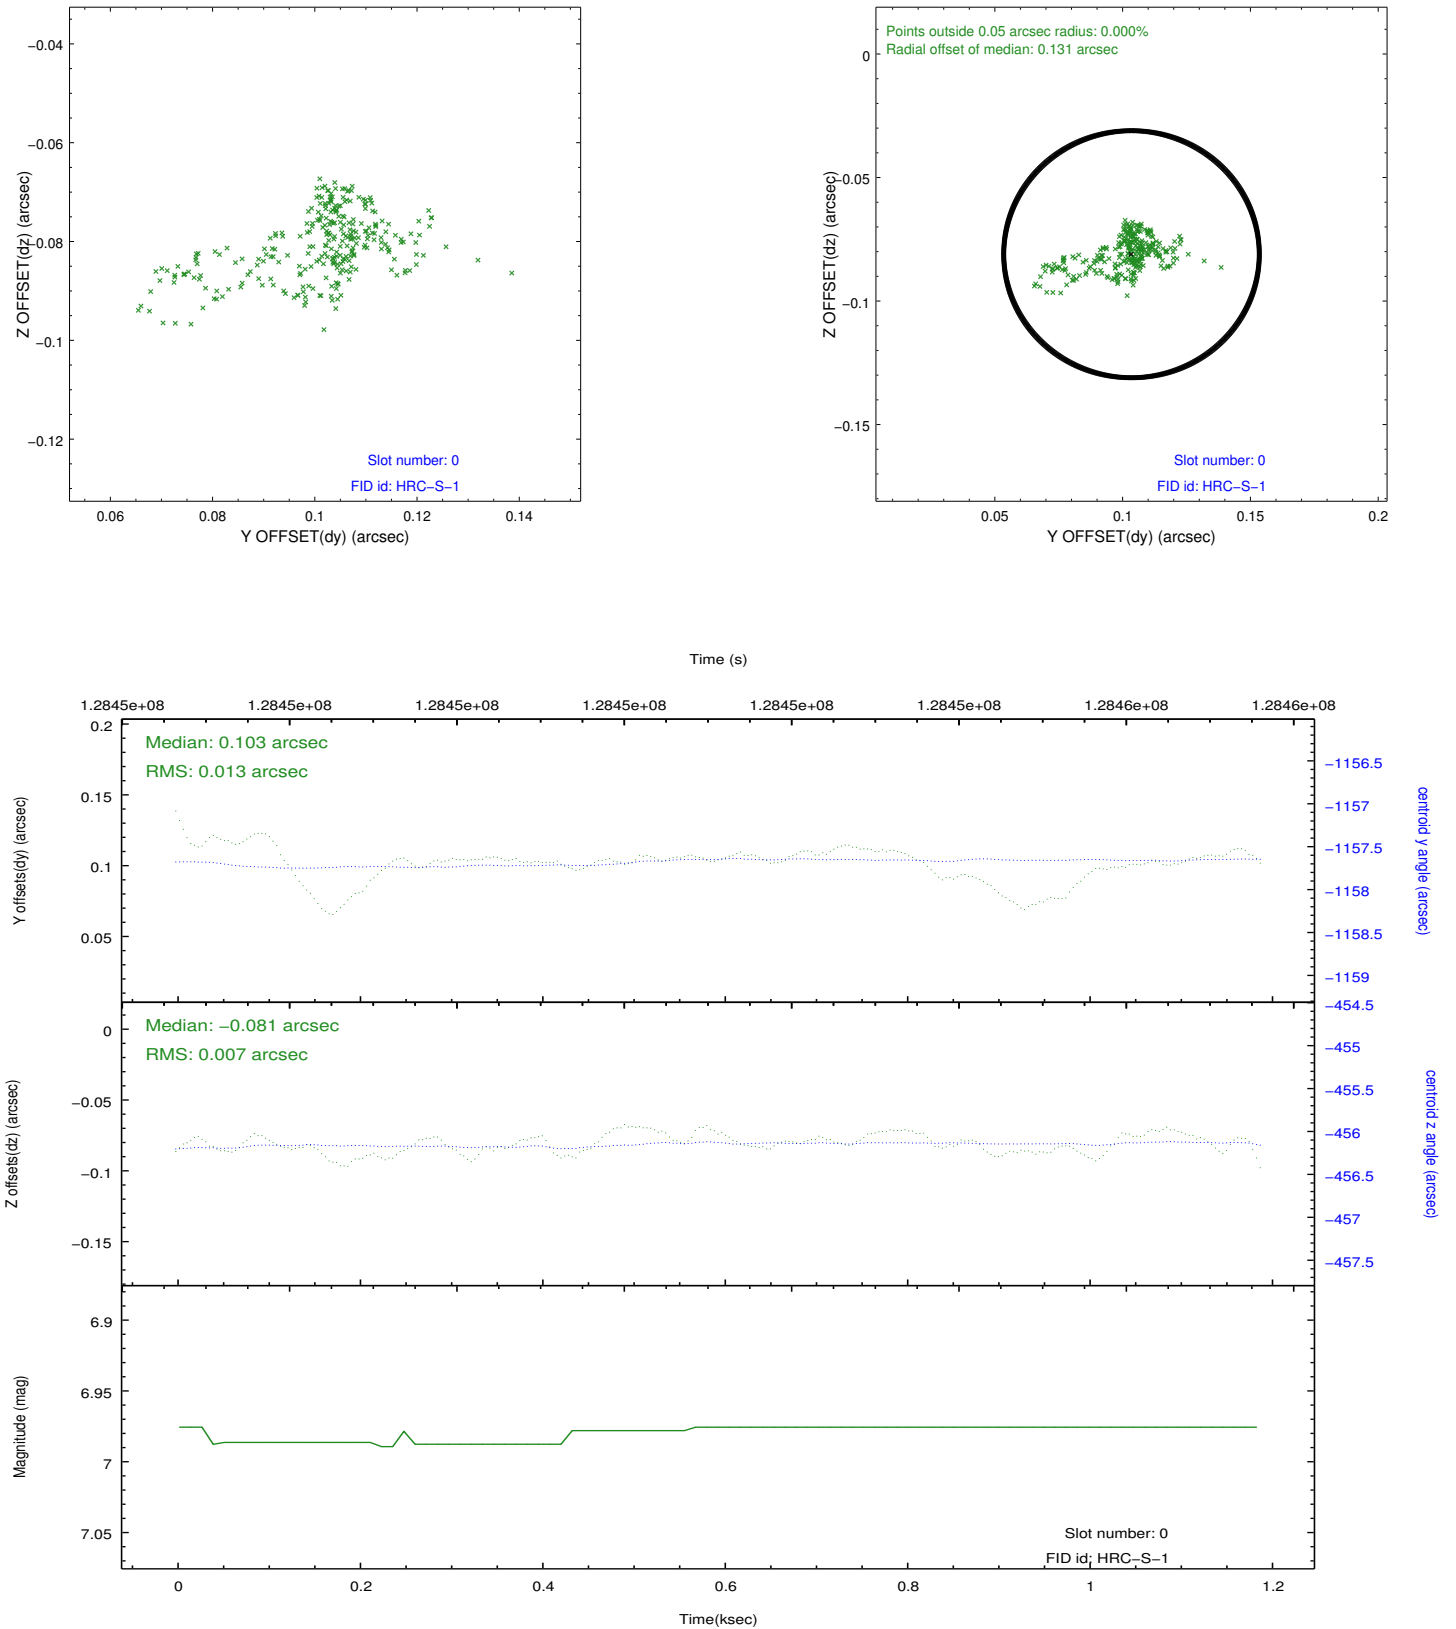 −0.04
−0.06
−0.08
−0.1
−0.12
Z OFFSET(dz) (arcsec)
Slot number: 0
FID id: HRC−S−1
0.06
0.08
0.1
0.12
0.14
Y OFFSET(dy) (arcsec)
Points outside 0.05 arcsec radius: 0.000%
Radial offset of median: 0.131 arcsec
0
−0.05
−0.1
−0.15
Z OFFSET(dz) (arcsec)
Slot number: 0
FID id: HRC−S−1
0.05
0.1
0.15
0.2
Y OFFSET(dy) (arcsec)
Time (s)
1.2845e+08
1.2845e+08
1.2845e+08
1.2845e+08
1.2845e+08
1.2845e+08
1.2846e+08
1.2846e+08
Median: 0.103 arcsec
RMS: 0.013 arcsec
0.2
0.15
0.1
0.05
Y offsets(dy) (arcsec)
−1156.5
−1157
−1157.5
−1158
−1158.5
−1159
centroid y angle (arcsec)
Median: −0.081 arcsec
RMS: 0.007 arcsec
0
−0.05
−0.1
−0.15
Z offsets(dz) (arcsec)
−454.5
−455
−455.5
−456
−456.5
−457
−457.5
centroid z angle (arcsec)
6.9
6.95
7
7.05
Magnitude (mag)
Slot number: 0
FID id: HRC−S−1
0
0.2
0.4
0.6
0.8
1
1.2
Time(ksec)